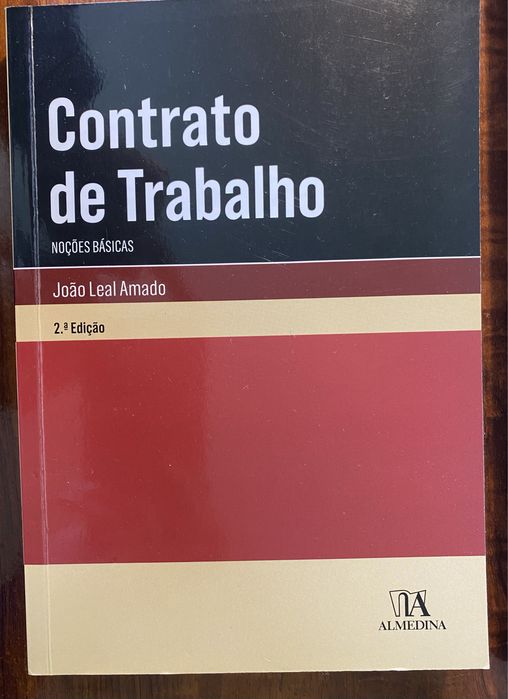 Contrato
de Trabalho
NOÇÕES BÁSICAS
João Leal Amado
2.ª Edição
ALMEDINA